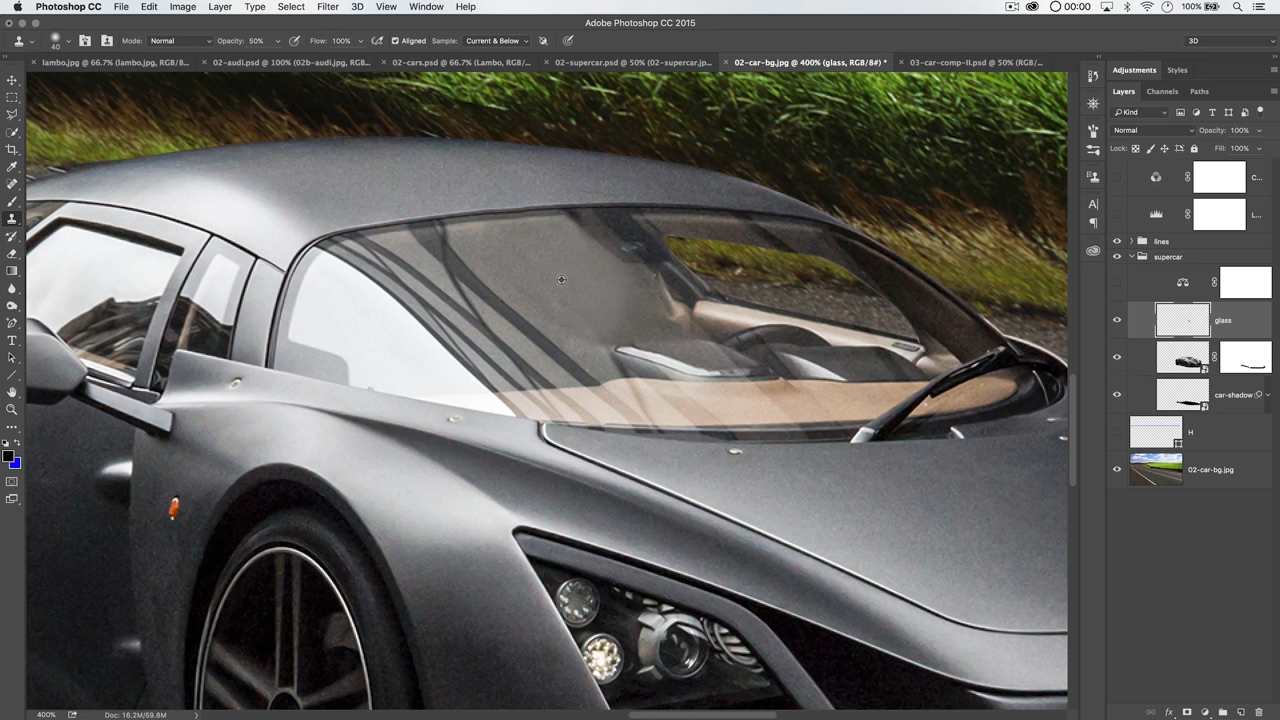 Photoshop CC File Edit Image Layer Type Select Filter 3D View Window Help 00:00 100%
Adobe Photoshop CC 2015
40 Mode: Normal Opacity: 50% Flow: 100% Aligned Sample: Current & Below 3D
lambo.jpg @ 66.7% (lambo.jpg, RGB/8... 02-audi.psd @ 100% (02b-audi.jpg, RGB... 02-cars.psd @ 66.7% (Lambo, RGB/... 02-supercar.psd @ 50% (02-supercar.jp... 02-car-bg.jpg @ 400% (glass, RGB/8#) * 03-car-comp-II.psd @ 50% (RGB/...
Adjustments Styles
Layers Channels Paths
Kind
Normal Opacity: 100%
Lock: Fill: 100%
C...
L...
lines
supercar
glass
car-shadow
H
02-car-bg.jpg
400% Doc: 16.2M/59.8M